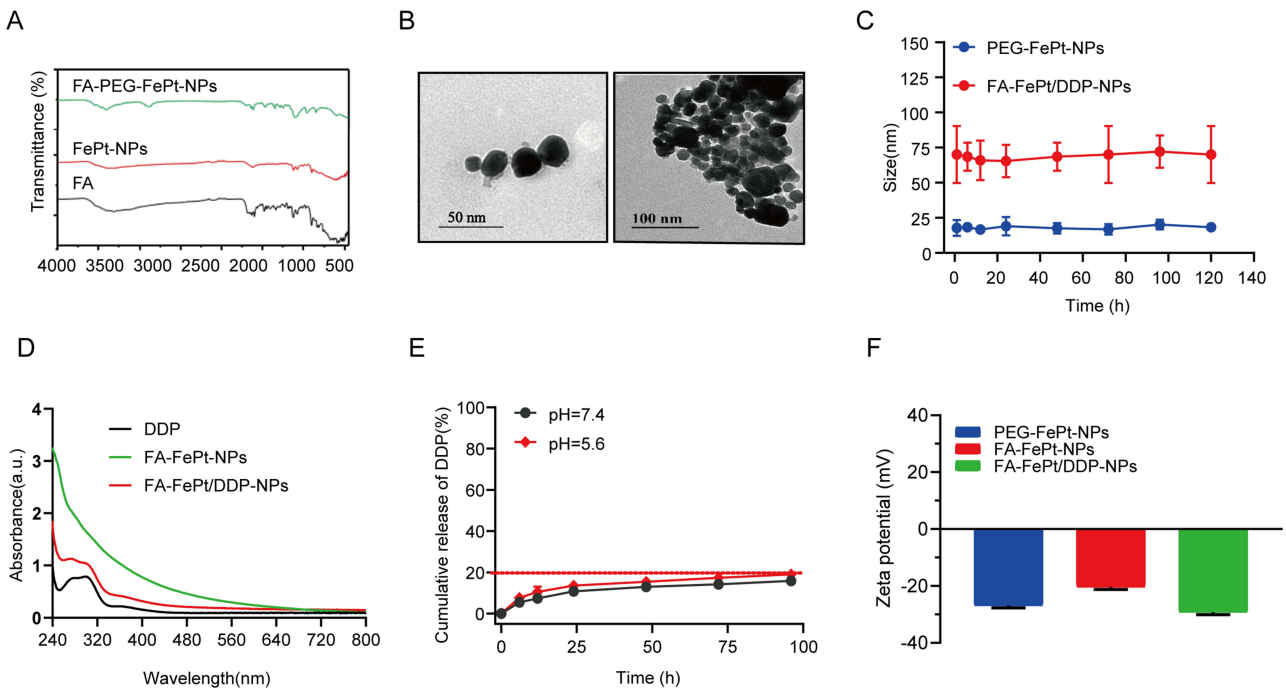 A
Transmittance (%)
FA-PEG-FePt-NPs
FePt-NPs
FA
4000 3500 3000 2000 1000 500
B
50 nm
100 nm
C
PEG-FePt-NPs
FA-FePt/DDP-NPs
Size(nm)
150
125
100
75
50
25
0
0 20 40 60 80 100 120 140
Time (h)
D
Absorbance(a.u.)
4
3
2
1
0
DDP
FA-FePt-NPs
FA-FePt/DDP-NPs
240 320 400 480 560 640 720 800
Wavelength(nm)
E
Cumulative release of DDP(%)
100
80
60
40
20
0
pH=7.4
pH=5.6
0 25 50 75 100
Time (h)
F
Zeta potential (mV)
40
20
0
-20
-40
PEG-FePt-NPs
FA-FePt-NPs
FA-FePt/DDP-NPs